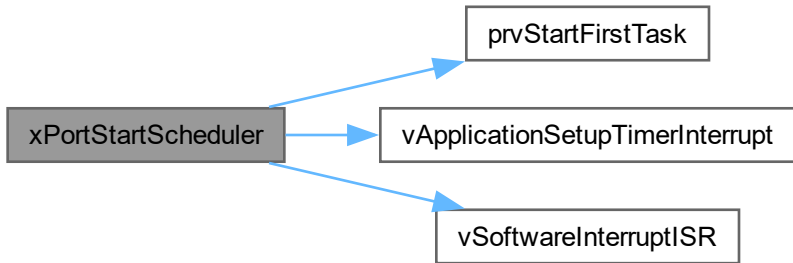 prvStartFirstTask
xPortStartScheduler
vApplicationSetupTimerInterrupt
vSoftwareInterruptISR